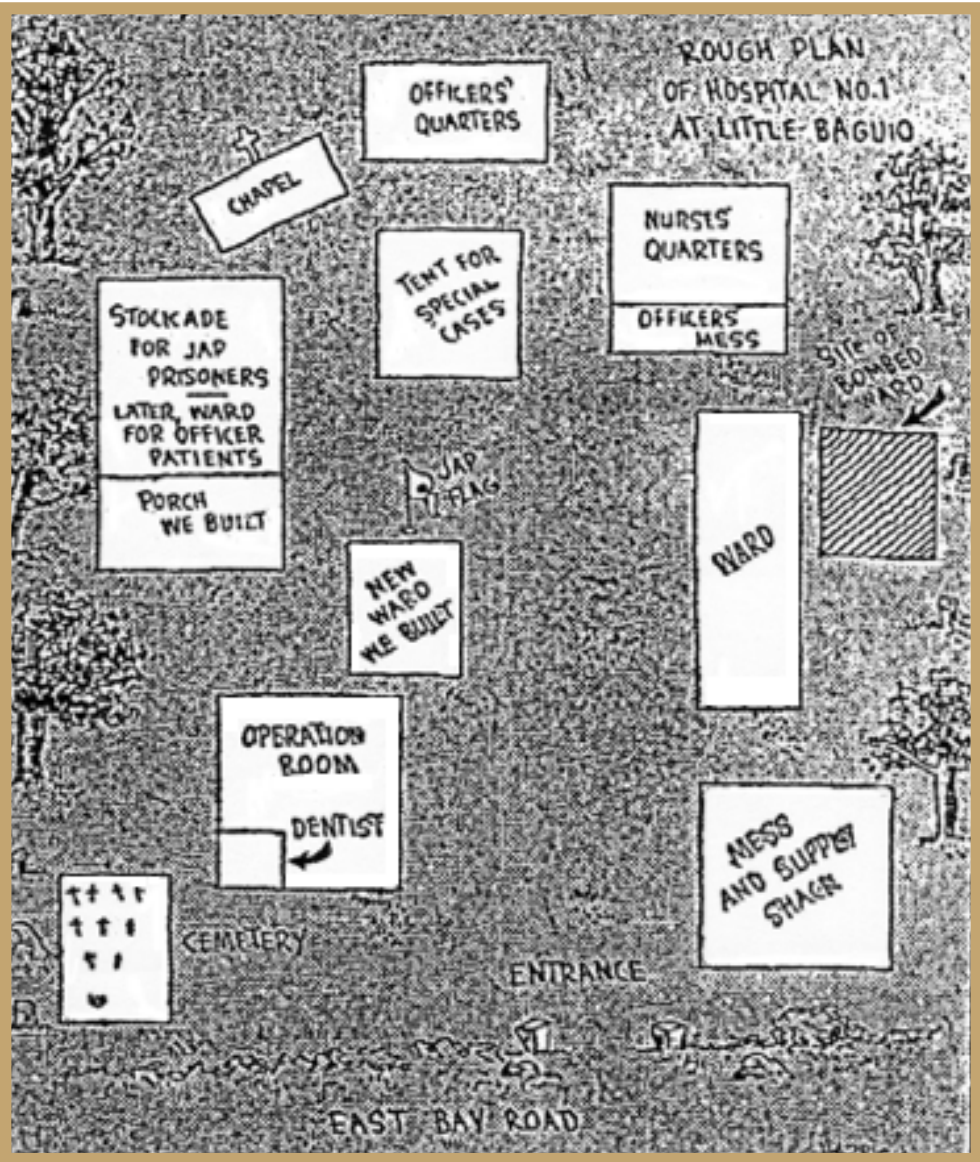 ROUGH PLAN
OF HOSPITAL NO.1
AT LITTLE-BAGUIO
OFFICERS'
QUARTERS
CHAPEL
NURSES'
QUARTERS
OFFICERS'
MESS
TENT FOR
SPECIAL
CASES
STOCKADE
FOR JAP
PRISONERS
LATER, WARD
FOR OFFICER
PATIENTS
PORCH
WE BUILT
SITE OF
BOMBED
WARD
JAP
FLAG
WARD
NEW
WARD
WE BUILT
OPERATION
ROOM
DENTIST
MESS
AND SUPPLY
SHACK
CEMETERY
ENTRANCE
EAST BAY ROAD